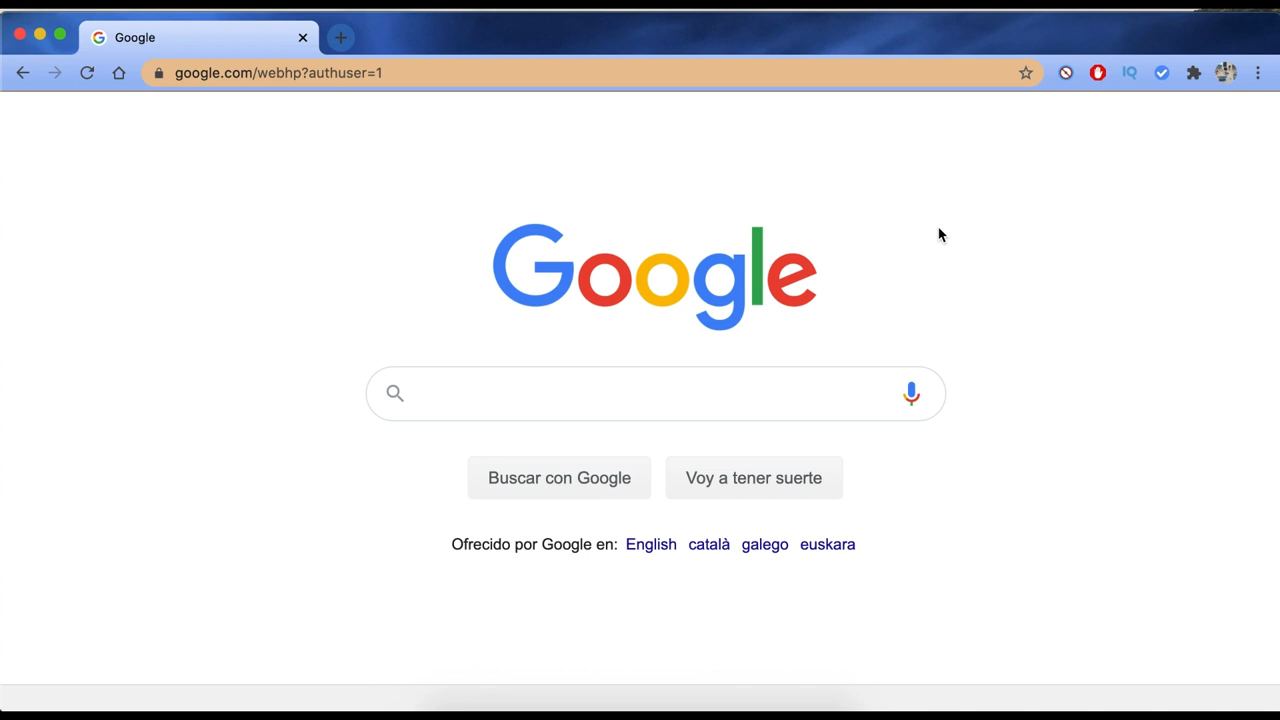 Google
google.com/webhp?authuser=1
IQ
Google
Buscar con Google
Voy a tener suerte
Ofrecido por Google en: English català galego euskara